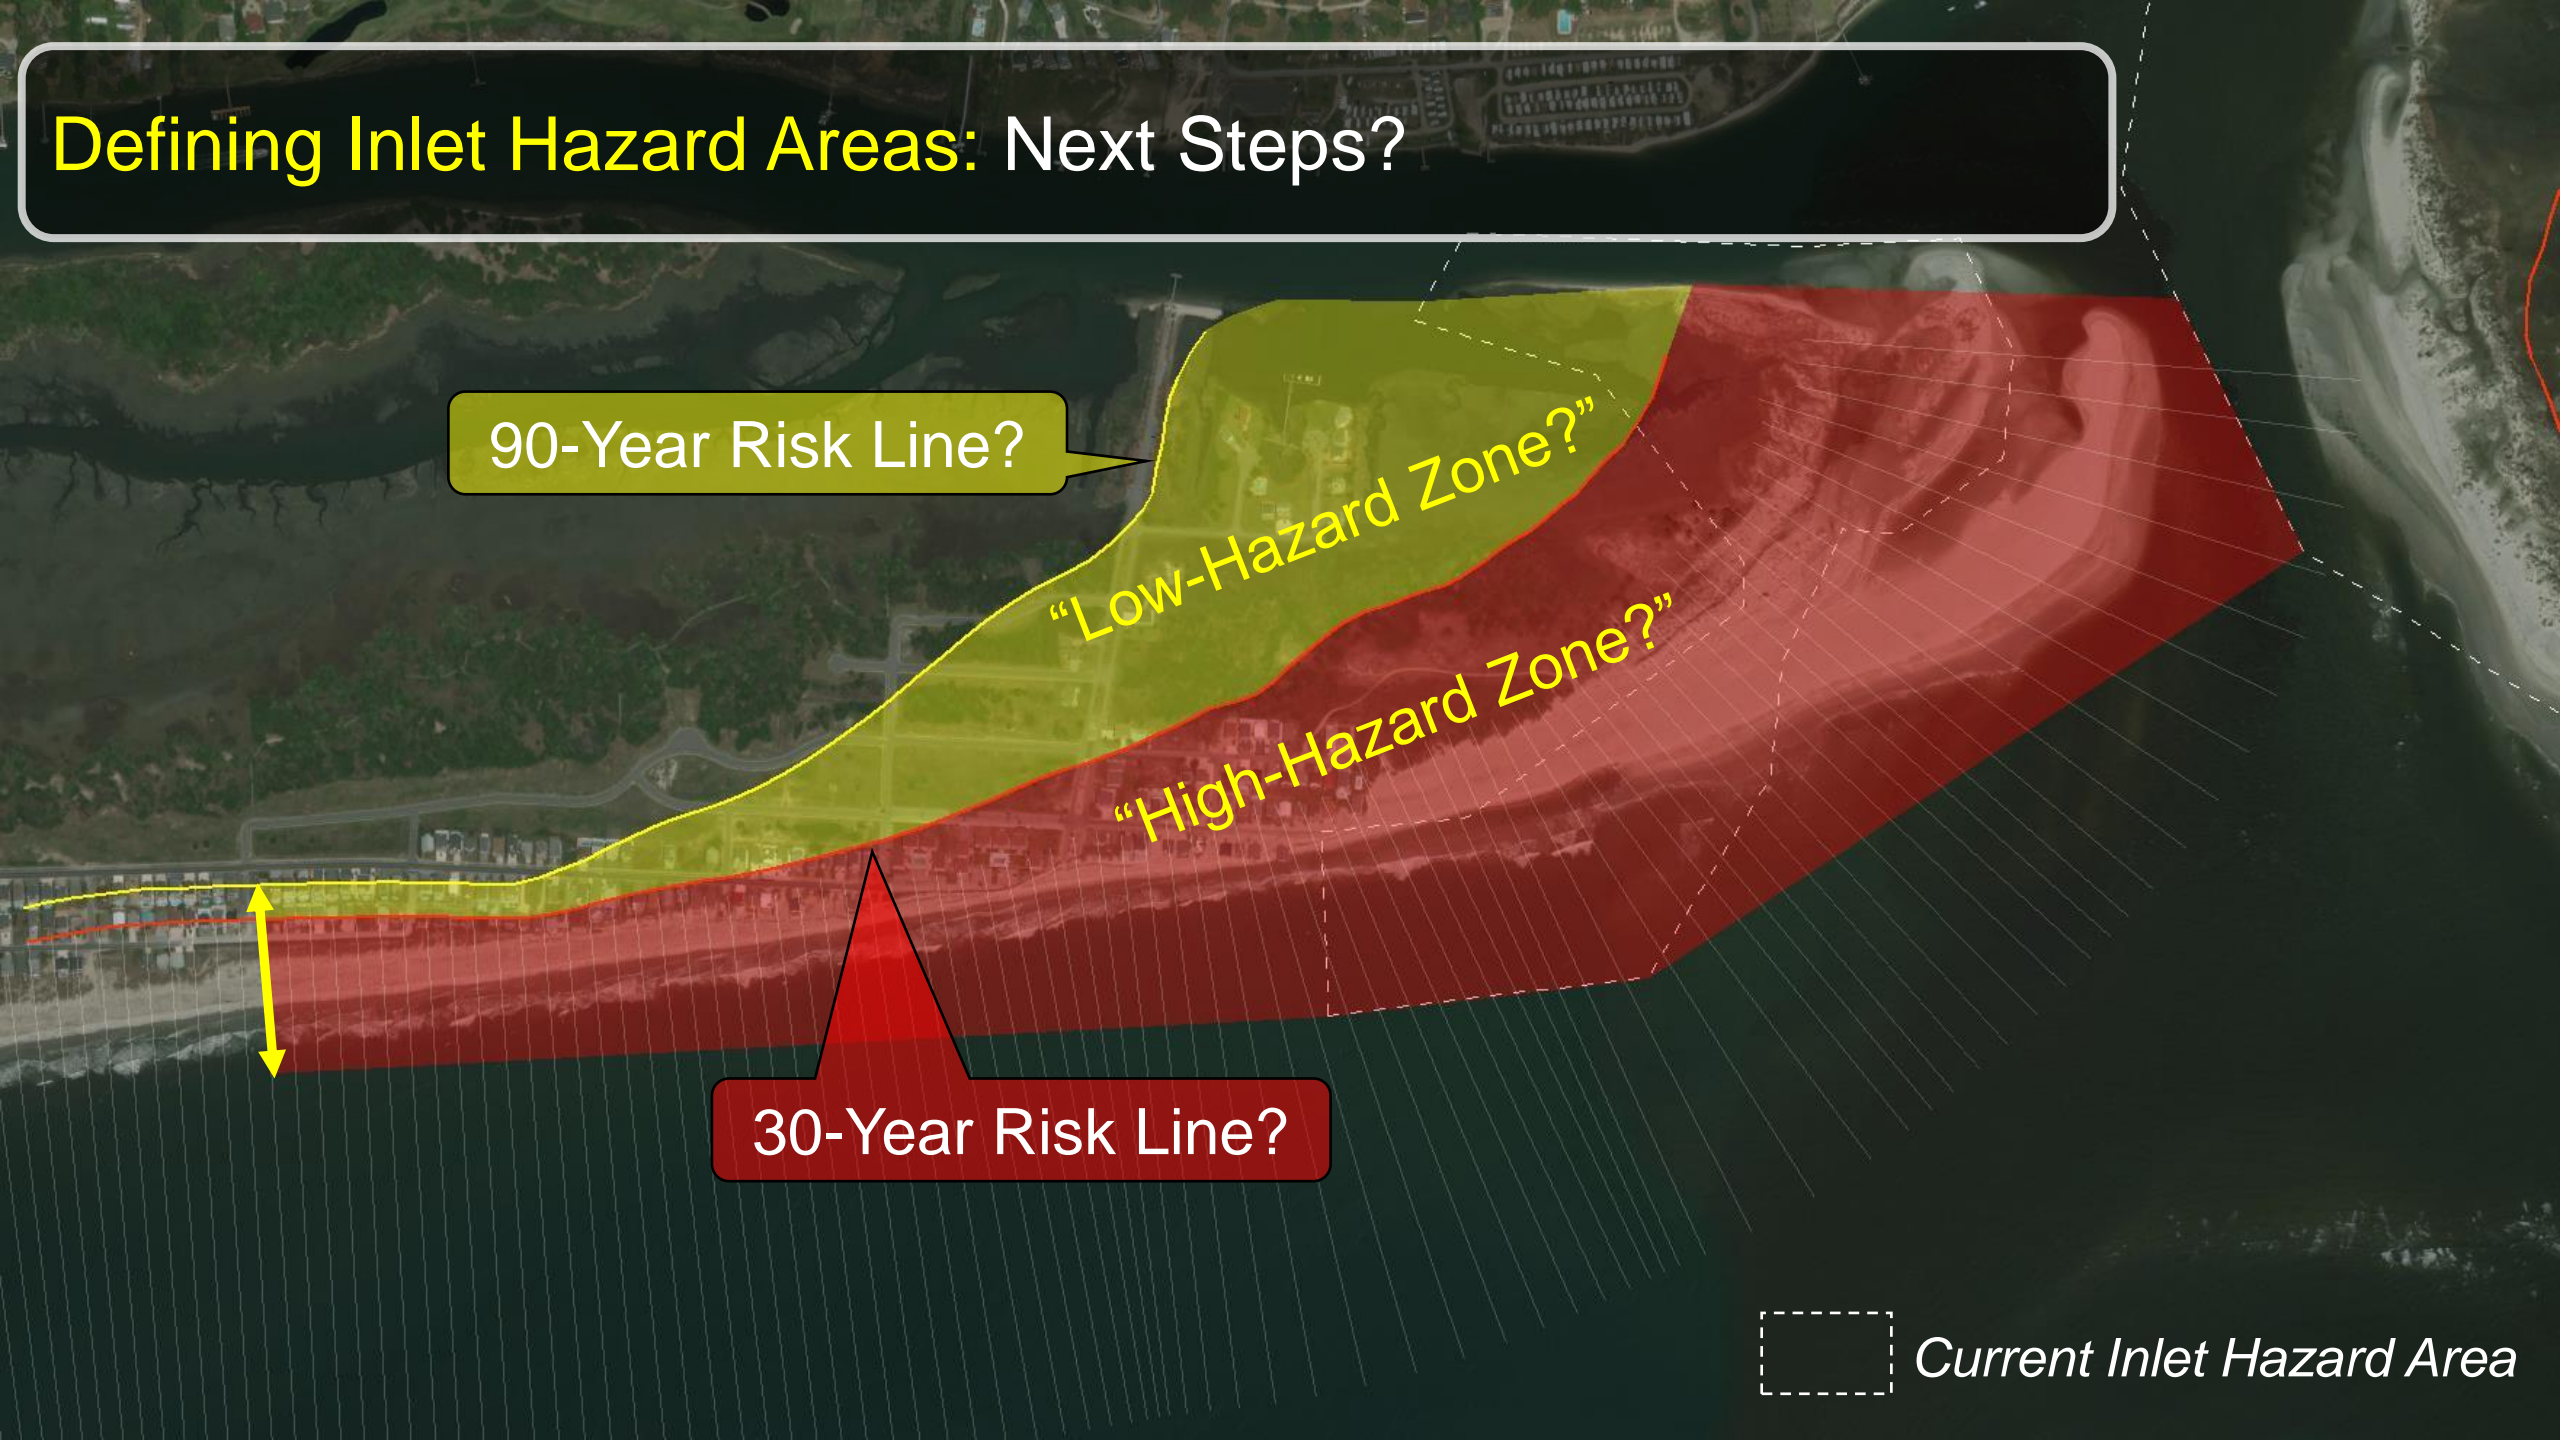 Defining Inlet Hazard Areas: Next Steps?
90-Year Risk Line?
“Low-Hazard Zone?”
“High-Hazard Zone?”
30-Year Risk Line?
Current Inlet Hazard Area